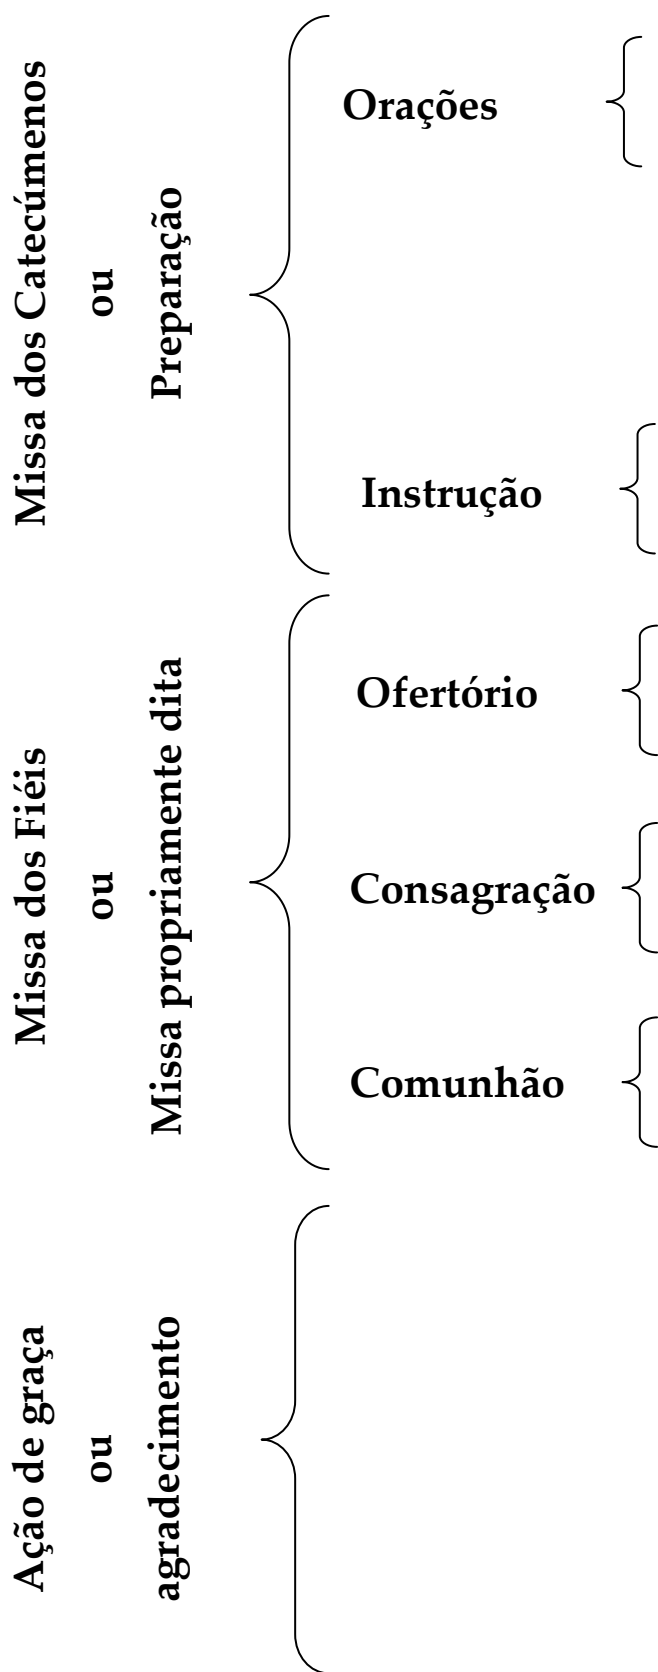 Missa dos Catecúmenos
ou
Preparação
Orações
Instrução
Missa dos Fiéis
ou
Missa propriamente dita
Ofertório
Consagração
Comunhão
Ação de graça
ou
agradecimento